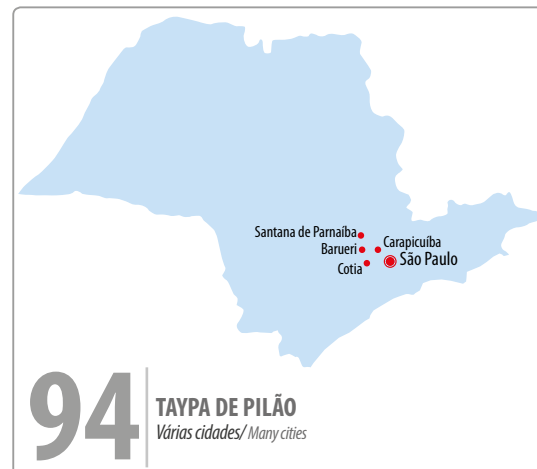 Santana de Parnaíba
Barueri
Carapicuíba
São Paulo
Cotia
94
TAYPA DE PILÃO
Várias cidades/ Many cities